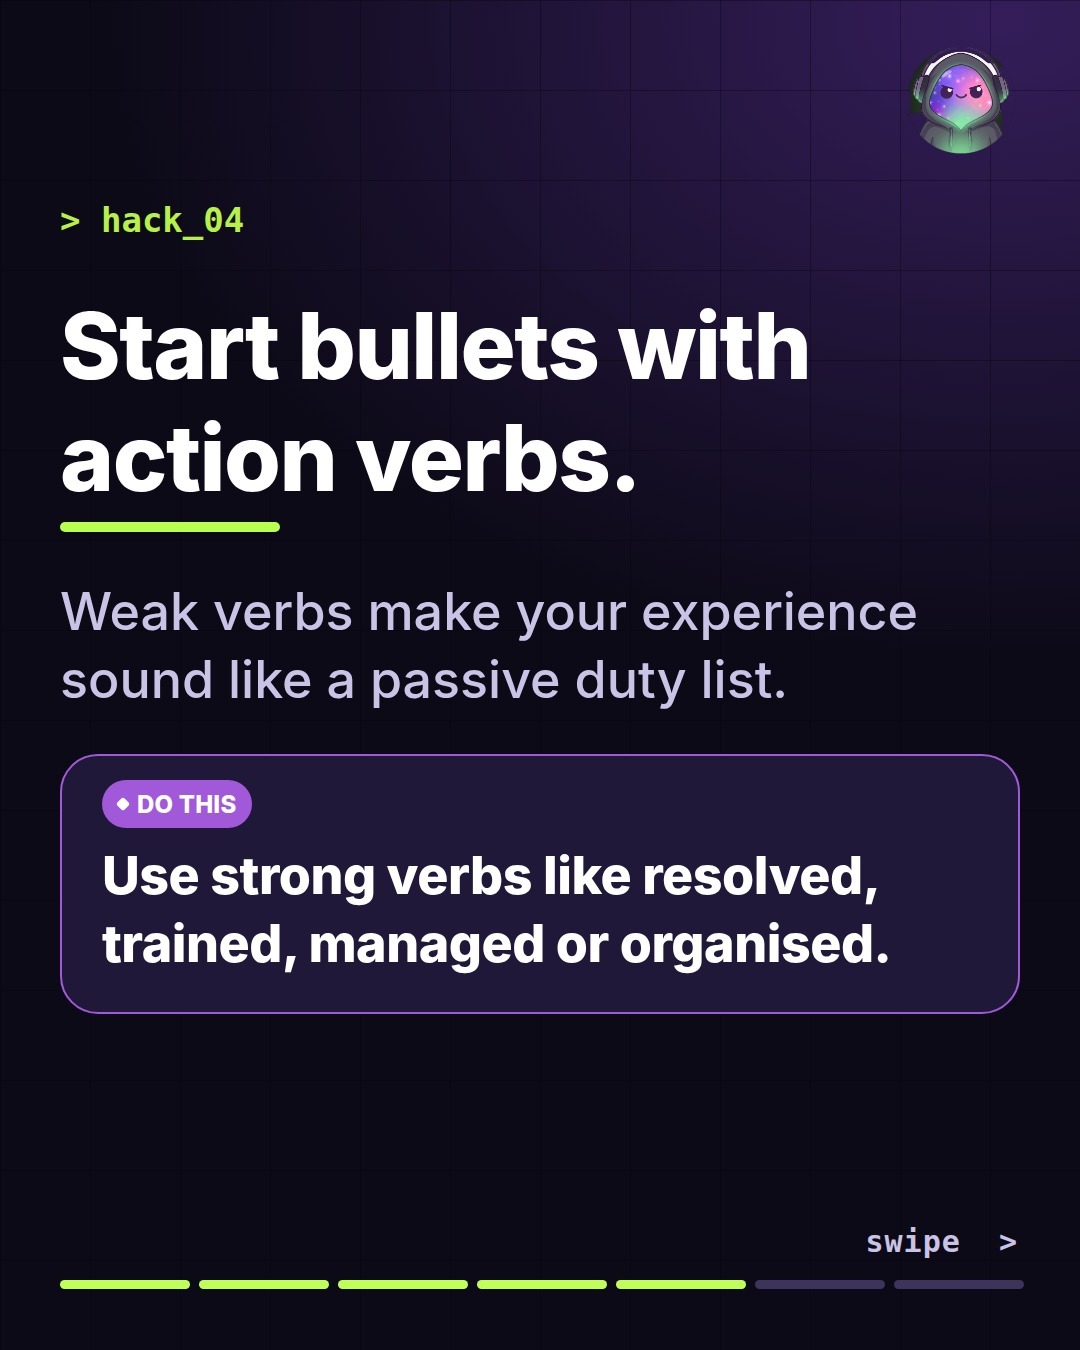 > hack_04
Start bullets with
action verbs.
Weak verbs make your experience
sound like a passive duty list.
DO THIS
Use strong verbs like resolved,
trained, managed or organised.
swipe >